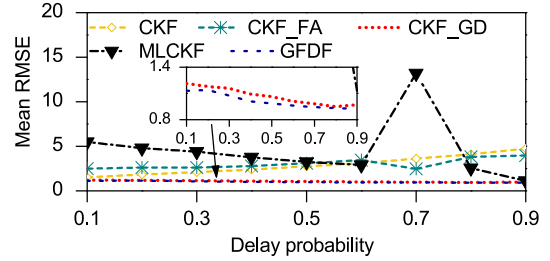 20
15
10
5
0
Mean RMSE
CKF CKF_FA CKF_GD
MLCKF GFDF
1.4
0.8
0.1 0.3 0.5 0.7 0.9
0.1 0.3 0.5 0.7 0.9
Delay probability